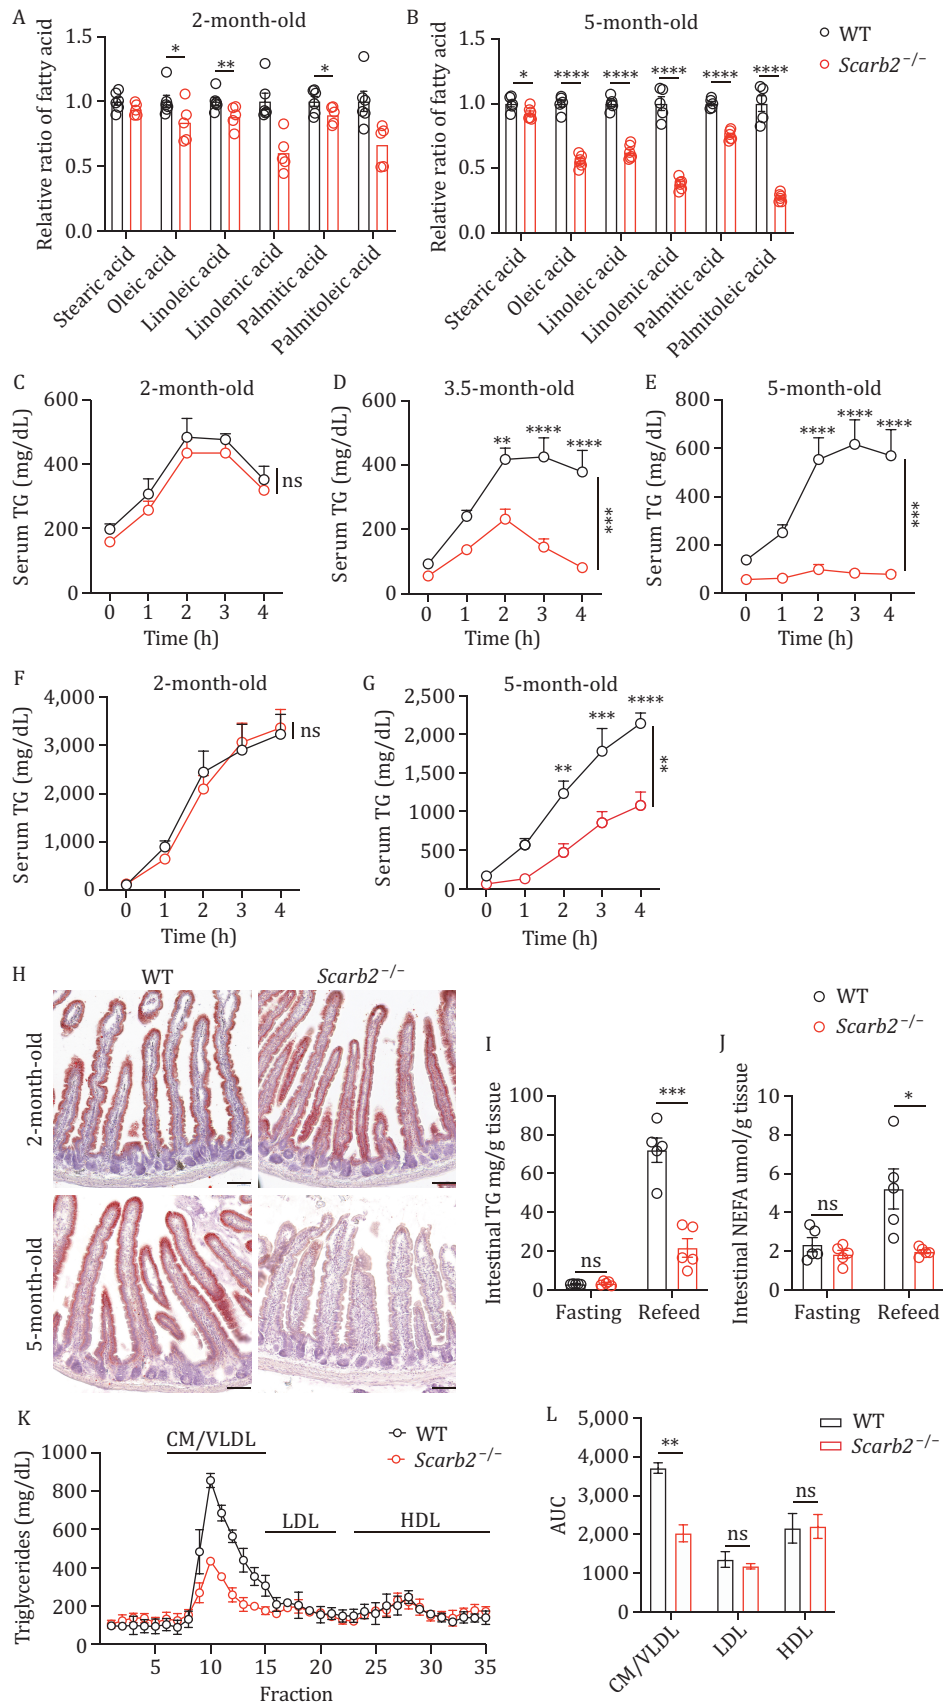 A
2-month-old
Relative ratio of fatty acid
1.5
1.0
0.5
0.0
*
**
*
Stearic acid
Oleic acid
Linoleic acid
Linolenic acid
Palmitic acid
Palmitoleic acid
B
5-month-old
WT
Scarb2−/−
Relative ratio of fatty acid
1.5
1.0
0.5
0.0
*
****
****
****
****
****
Stearic acid
Oleic acid
Linoleic acid
Linolenic acid
Palmitic acid
Palmitoleic acid
C
2-month-old
Serum TG (mg/dL)
600
400
200
0
ns
0 1 2 3 4
Time (h)
D
3.5-month-old
Serum TG (mg/dL)
600
400
200
0
**
****
****
***
0 1 2 3 4
Time (h)
E
5-month-old
Serum TG (mg/dL)
800
600
400
200
0
****
****
****
***
0 1 2 3 4
Time (h)
F
2-month-old
Serum TG (mg/dL)
4,000
3,000
2,000
1,000
0
ns
0 1 2 3 4
Time (h)
G
5-month-old
Serum TG (mg/dL)
2,500
2,000
1,500
1000
500
0
**
***
****
**
0 1 2 3 4
Time (h)
H
WT
Scarb2−/−
2-month-old
5-month-old
WT
Scarb2−/−
I
Intestinal TG mg/g tissue
100
80
60
40
20
0
ns
***
Fasting Refeed
J
Intestinal NEFA umol/g tissue
10
8
6
4
2
0
ns
*
Fasting Refeed
K
WT
Scarb2−/−
Triglycerides (mg/dL)
1000
800
600
400
200
0
CM/VLDL
LDL
HDL
5 10 15 20 25 30 35
Fraction
L
WT
Scarb2−/−
AUC
5,000
4,000
3,000
2,000
1000
0
**
ns
ns
CM/VLDL
LDL
HDL